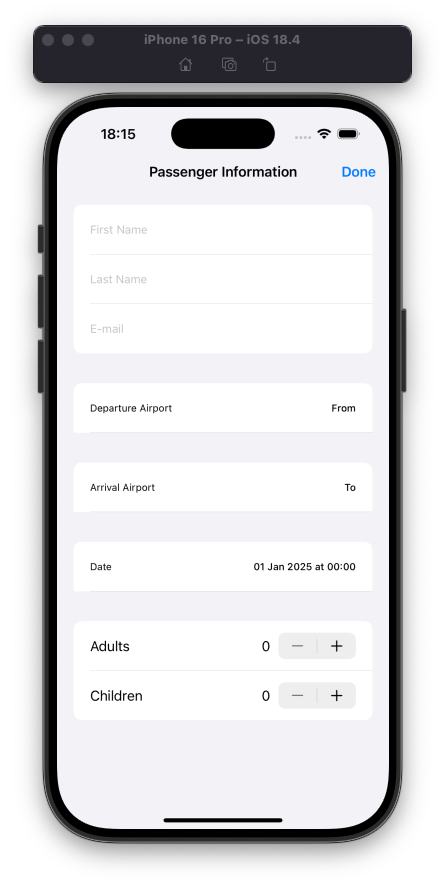 iPhone 16 Pro – iOS 18.4
18:15
Passenger Information Done
First Name
Last Name
E-mail
Departure Airport From
Arrival Airport To
Date 01 Jan 2025 at 00:00
Adults 0 − +
Children 0 − +